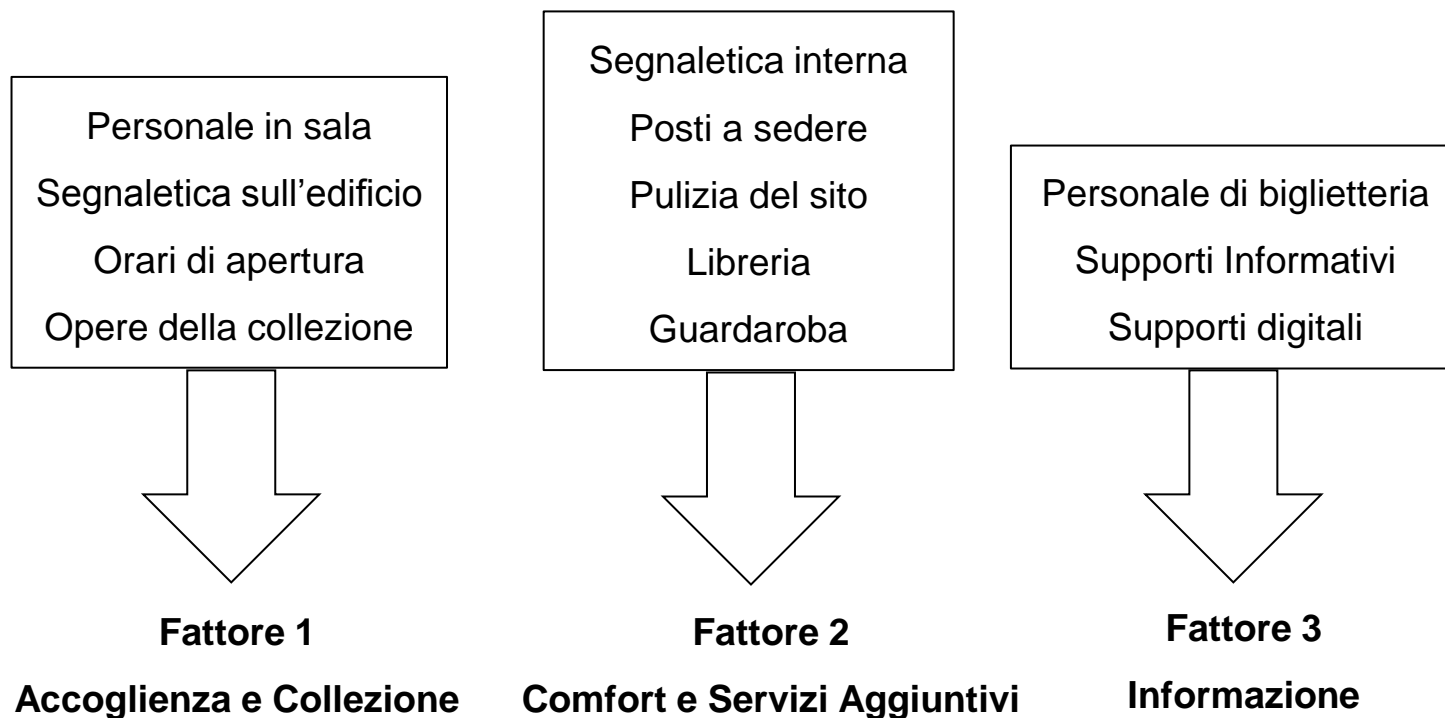 Personale in sala
Segnaletica sull’edificio
Orari di apertura
Opere della collezione
Fattore 1
Accoglienza e Collezione
Segnaletica interna
Posti a sedere
Pulizia del sito
Libreria
Guardaroba
Fattore 2
Comfort e Servizi Aggiuntivi
Personale di biglietteria
Supporti Informativi
Supporti digitali
Fattore 3
Informazione